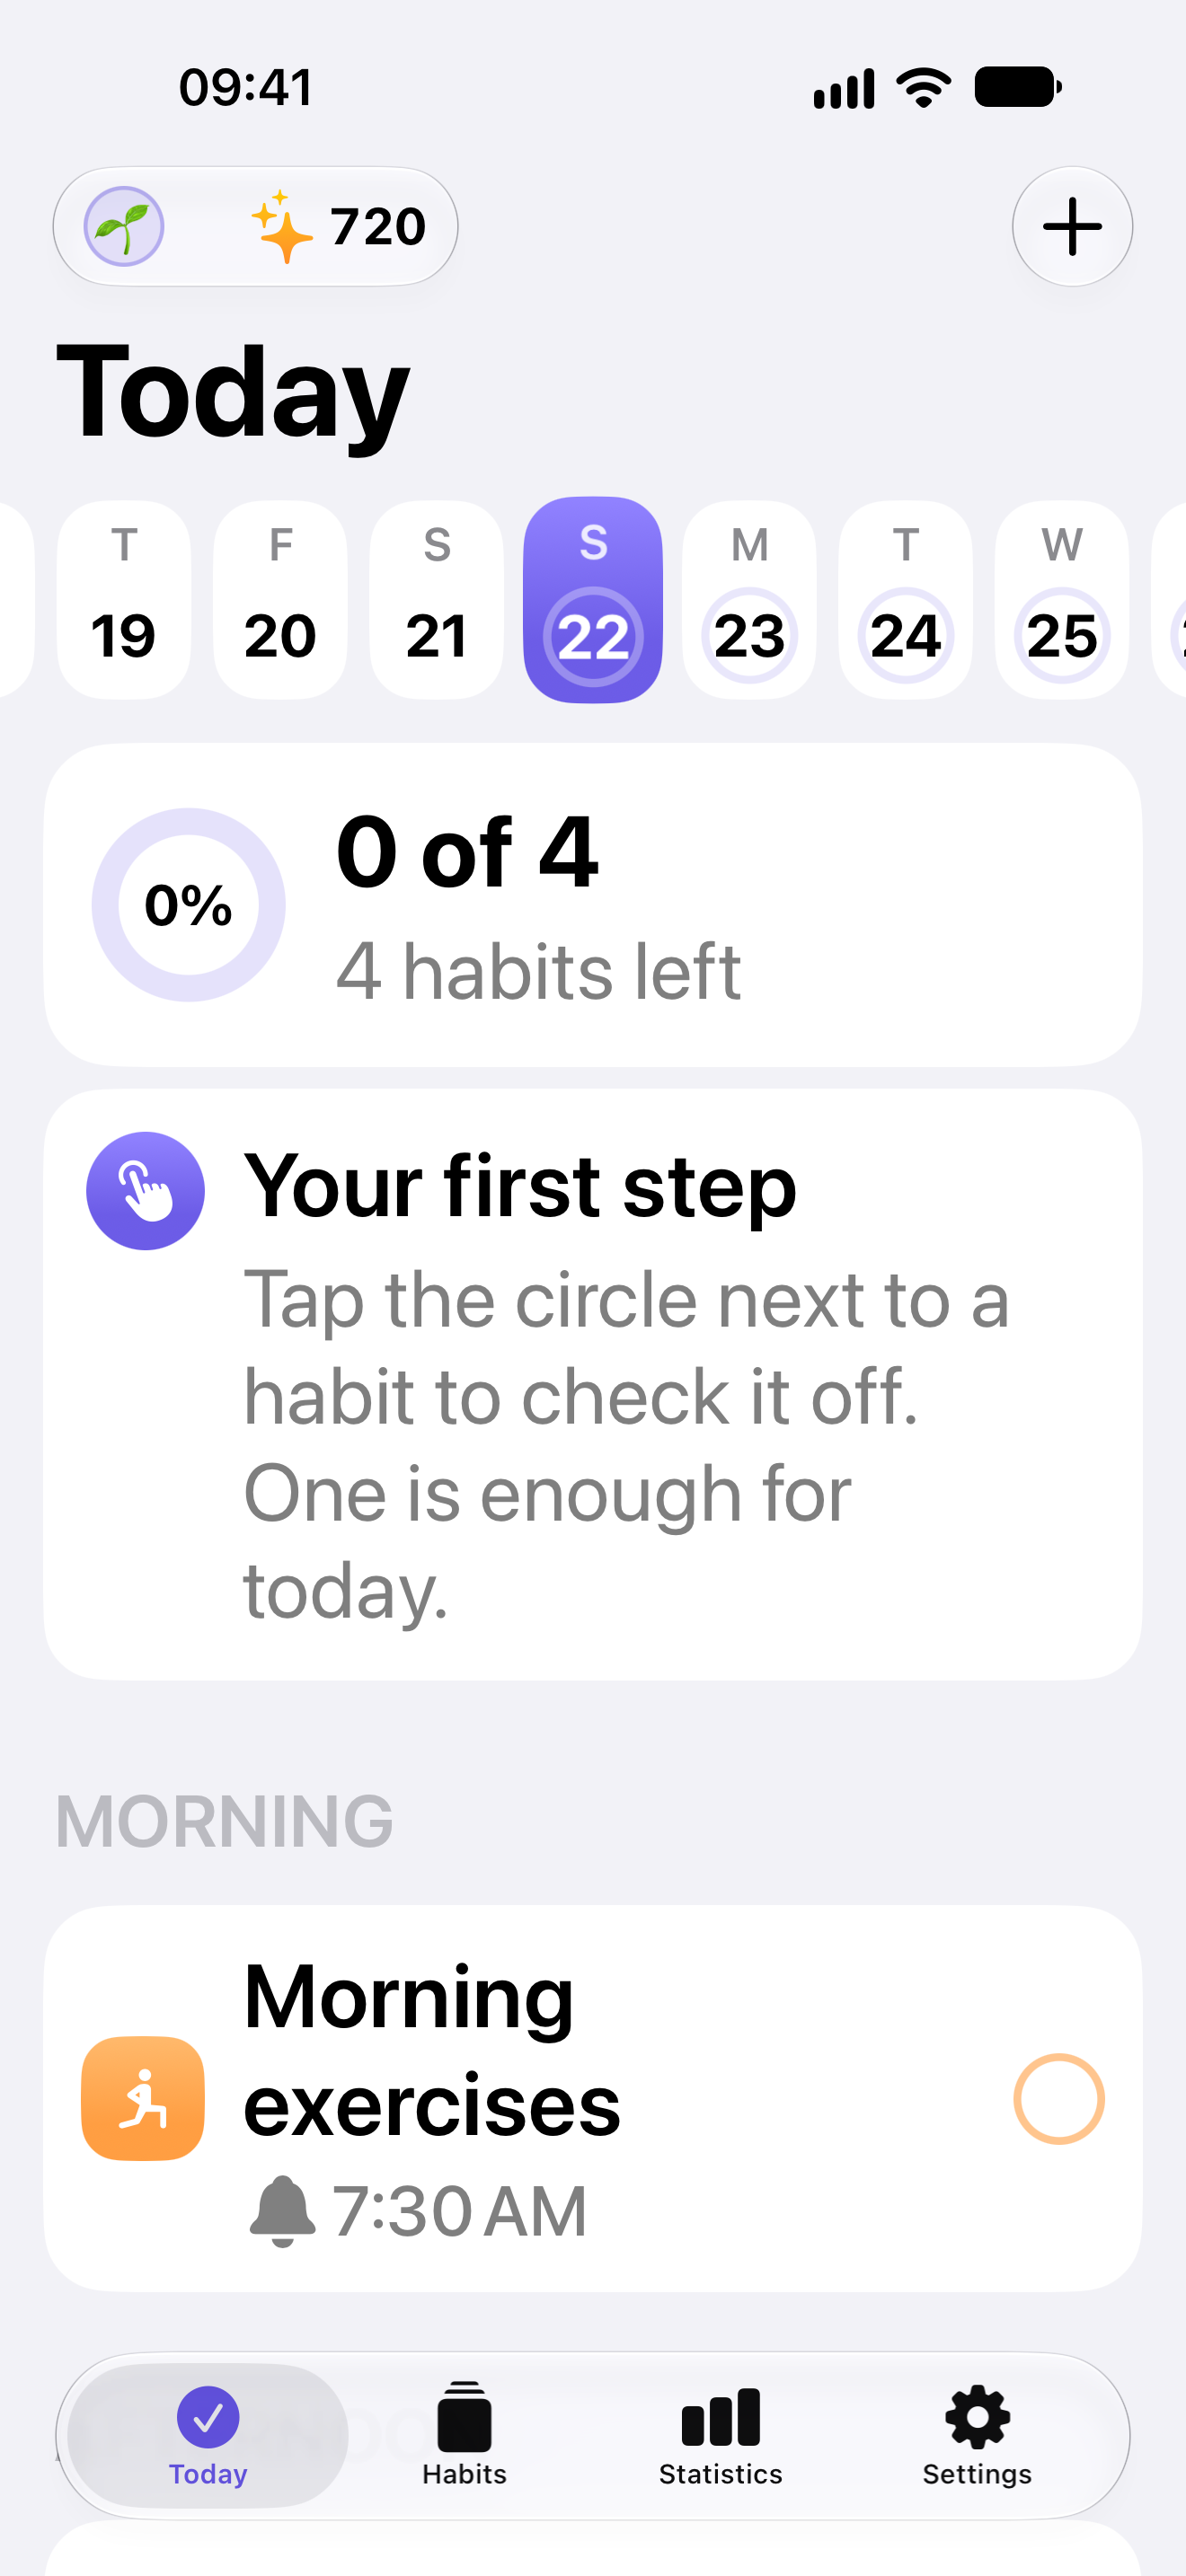 09:41
720
Today
T F S S M T W
19 20 21 22 23 24 25
0%
0 of 4
4 habits left
Your first step
Tap the circle next to a
habit to check it off.
One is enough for
today.
MORNING
Morning
exercises
7:30 AM
Today Habits Statistics Settings